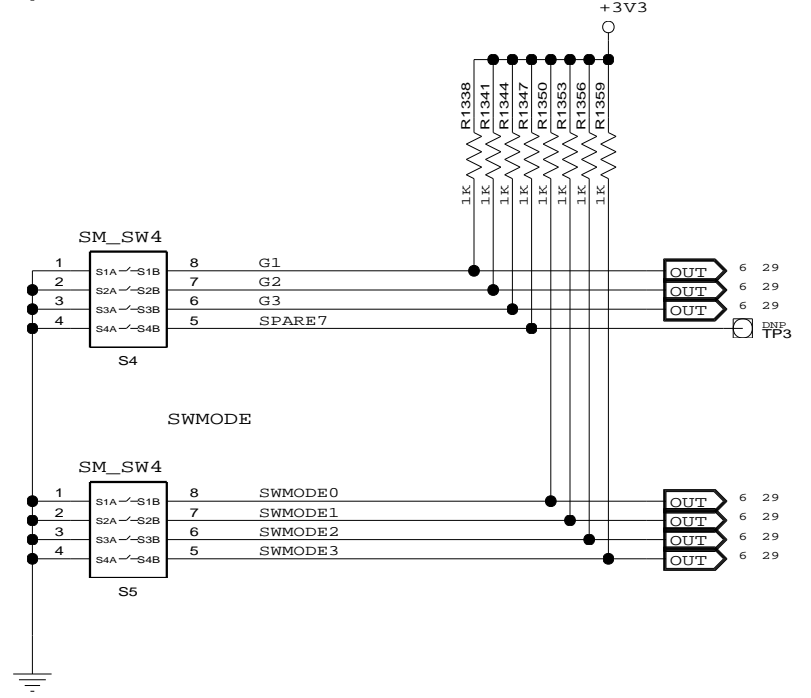 +3V3
R1338
R1341
R1344
R1347
R1350
R1353
R1356
R1359
1K
1K
1K
1K
1K
1K
1K
1K
SM_SW4
1 S1A S1B 8 G1 OUT 6 29
2 S2A S2B 7 G2 OUT 6 29
3 S3A S3B 6 G3 OUT 6 29
4 S4A S4B 5 SPARE7 DNP
TP3
S4
SWMODE
SM_SW4
1 S1A S1B 8 SWMODE0 OUT 6 29
2 S2A S2B 7 SWMODE1 OUT 6 29
3 S3A S3B 6 SWMODE2 OUT 6 29
4 S4A S4B 5 SWMODE3 OUT 6 29
S5